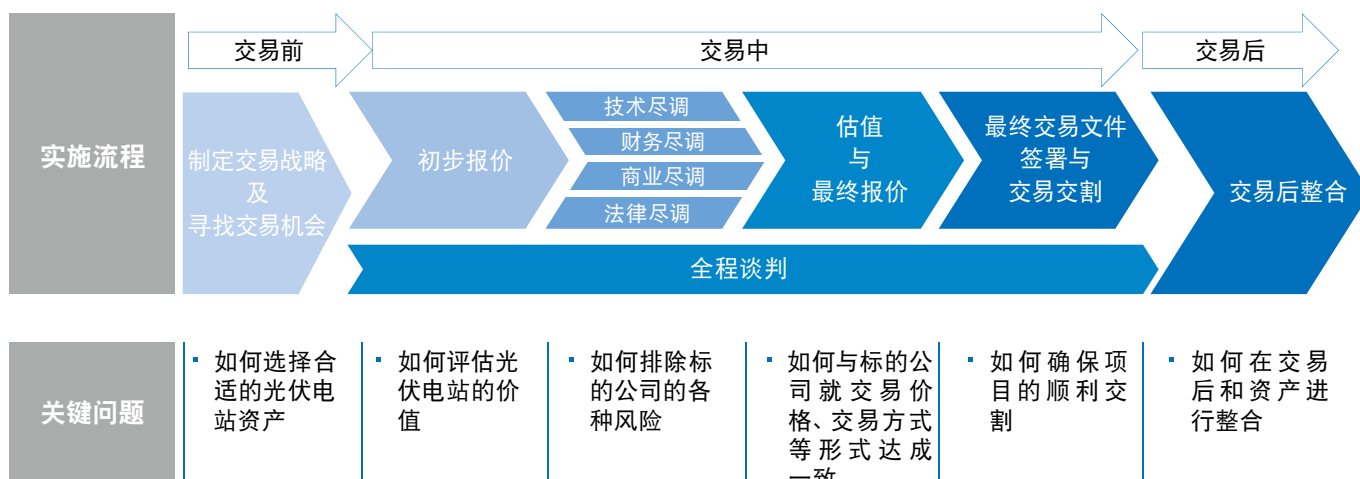 交易前
交易中
交易后
实施流程
制定交易战略
及
寻找交易机会
初步报价
技术尽调
财务尽调
商业尽调
法律尽调
估值
与
最终报价
最终交易文件
签署与
交易交割
交易后整合
全程谈判
关键问题
▪ 如何选择合
适的光伏电
站资产
▪ 如何评估光
伏电站的价
值
▪ 如何排除标
的公司的各
种风险
▪ 如何与标的公
司就交易价
格、交易方式
等形式达成
一致
▪ 如何确保项
目的顺利交
割
▪ 如何在交易
后和资产进
行整合